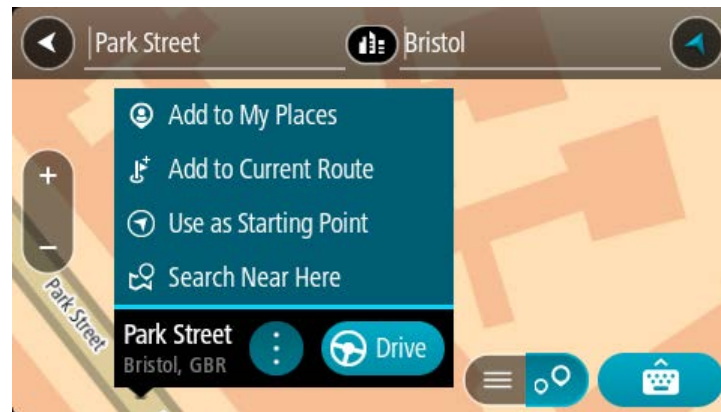 Park Street Bristol
Add to My Places
Add to Current Route
Use as Starting Point
Search Near Here
Park Street
Park Street
Bristol, GBR
Drive